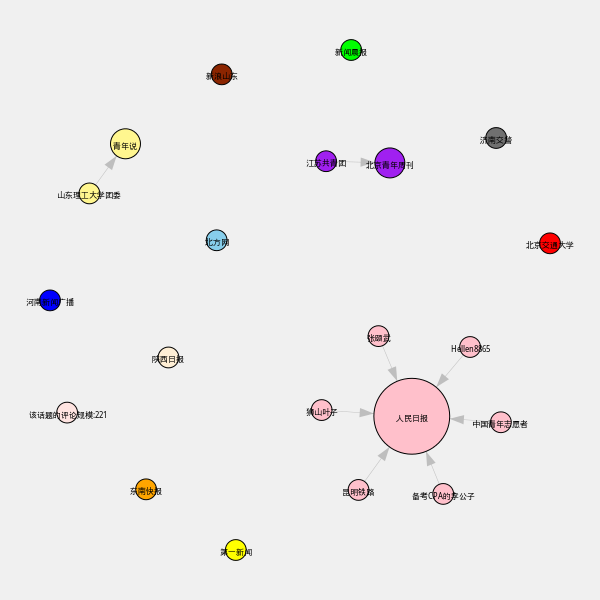 新闻晨报
新浪山东
济南交警
青年说
江苏共青团
北京青年周刊
山东理工大学团委
北方网
北京交通大学
河南新闻广播
张颐武
Hellen8865
陕西日报
狼山叶子
该话题的评论规模:221
人民日报
中国青年志愿者
东南快报
昆明铁路
备考CPA的李公子
第一新闻